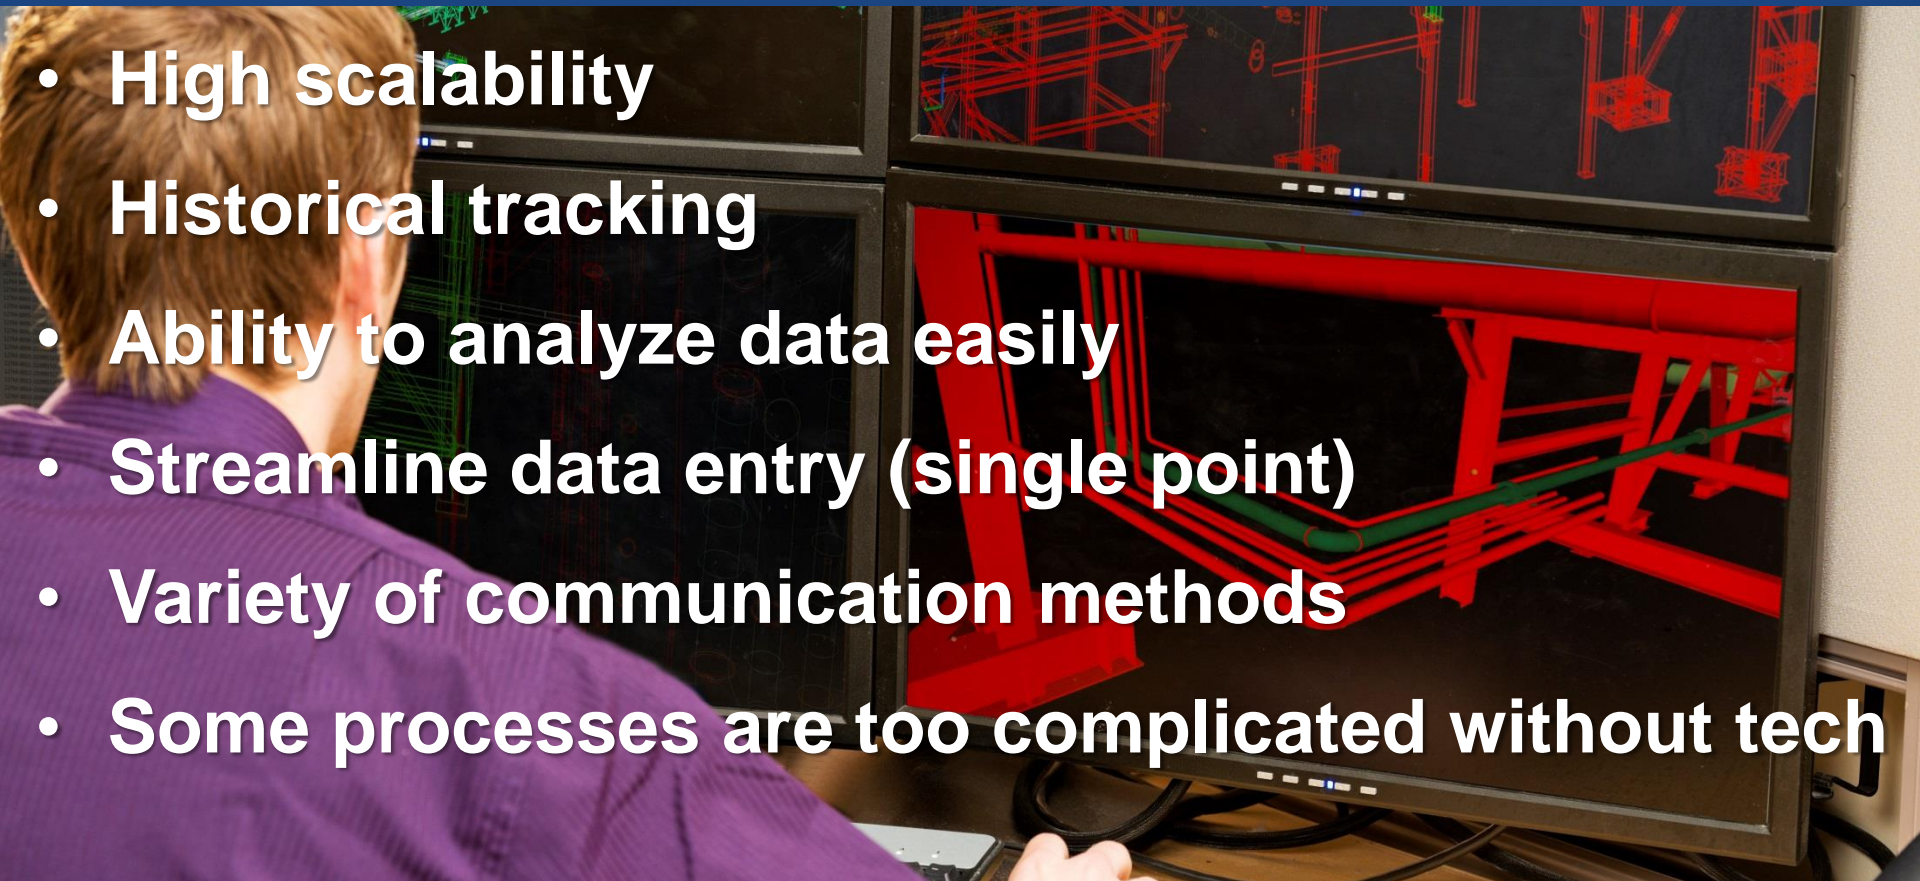 • High scalability
• Historical tracking
• Ability to analyze data easily
• Streamline data entry (single point)
• Variety of communication methods
• Some processes are too complicated without tech